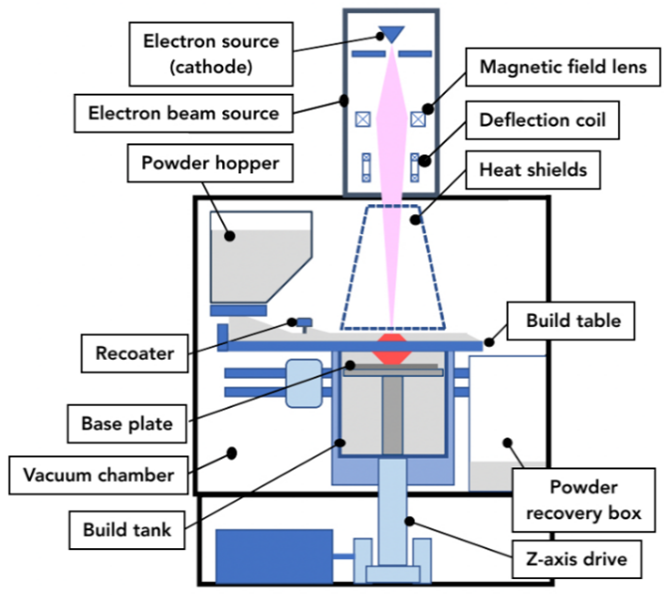 Electron source
(cathode)
Magnetic field lens
Electron beam source
Deflection coil
Powder hopper
Heat shields
Build table
Recoater
Base plate
Vacuum chamber
Powder
recovery box
Build tank
Z-axis drive